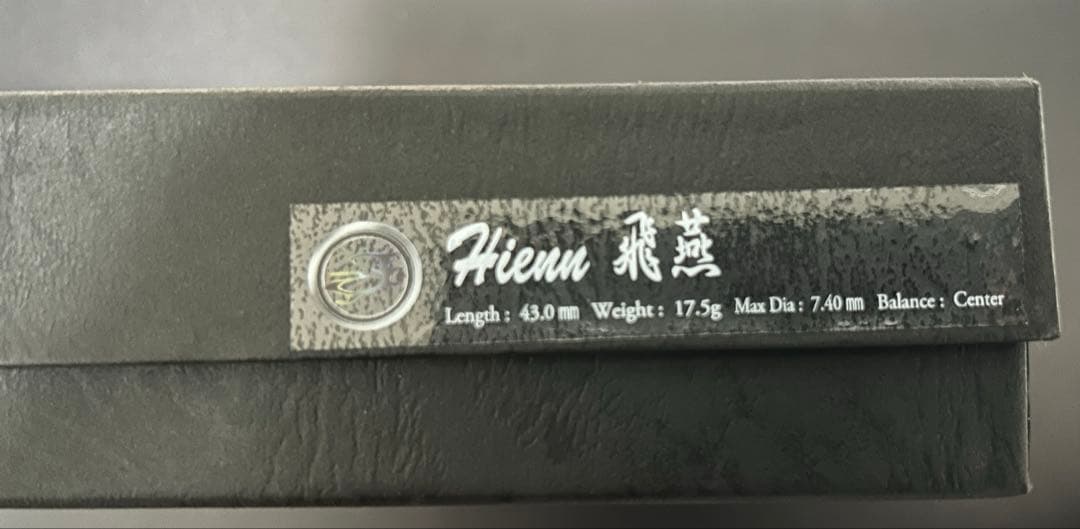 Hienn 飛燕
Length : 43.0 ㎜ Weight : 17.5g Max Dia : 7.40 ㎜ Balance : Center